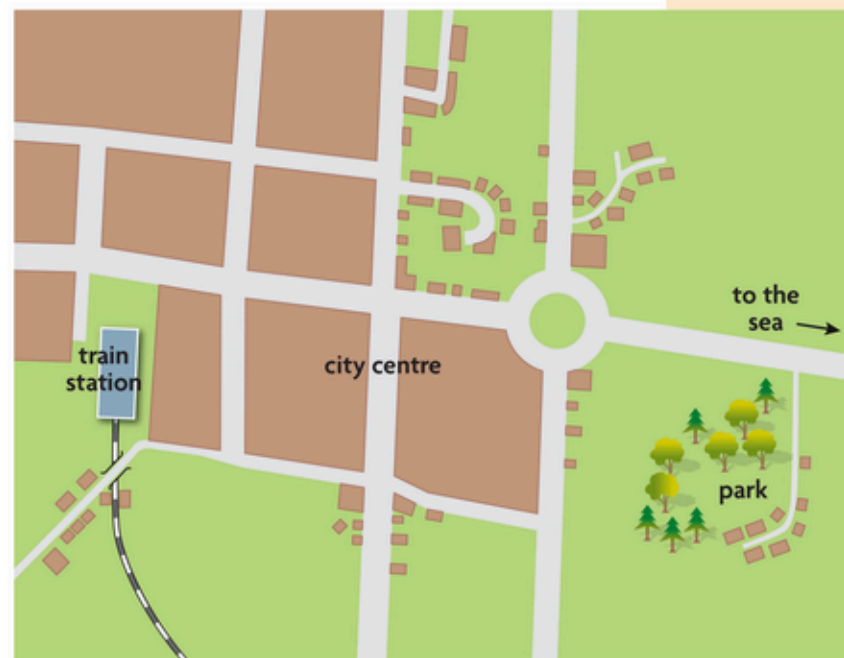 to the
sea
train
station
city centre
park